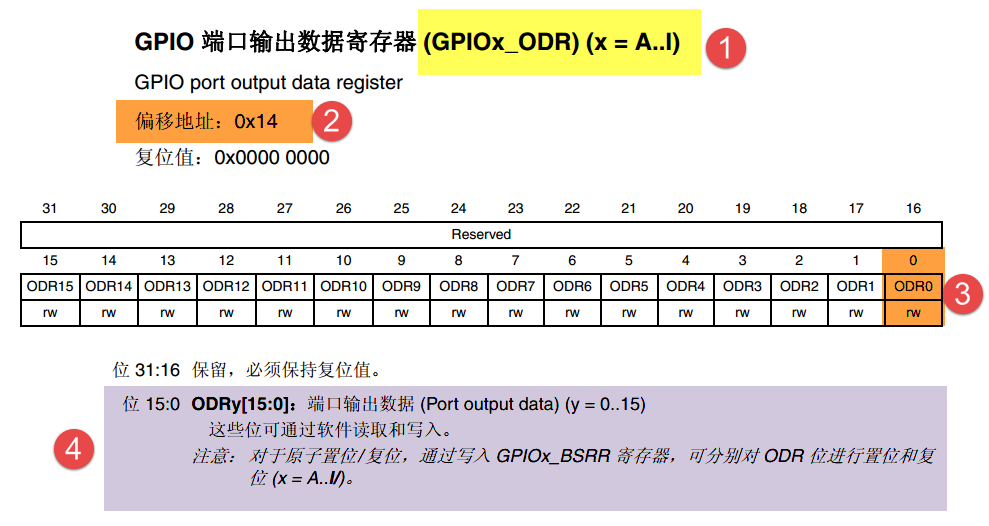 GPIO 端口输出数据寄存器 (GPIOx_ODR) (x = A..I)
1
GPIO port output data register
偏移地址：0x14
2
复位值：0x0000 0000
31 30 29 28 27 26 25 24 23 22 21 20 19 18 17 16
Reserved
15 14 13 12 11 10 9 8 7 6 5 4 3 2 1 0
ODR15 ODR14 ODR13 ODR12 ODR11 ODR10 ODR9 ODR8 ODR7 ODR6 ODR5 ODR4 ODR3 ODR2 ODR1 ODR0
3
rw rw rw rw rw rw rw rw rw rw rw rw rw rw rw rw
位 31:16 保留，必须保持复位值。
位 15:0 ODRy[15:0]：端口输出数据 (Port output data) (y = 0..15)
这些位可通过软件读取和写入。
4
注意：对于原子置位/复位，通过写入 GPIOx_BSRR 寄存器，可分别对 ODR 位进行置位和复
位 (x = A..I/)。